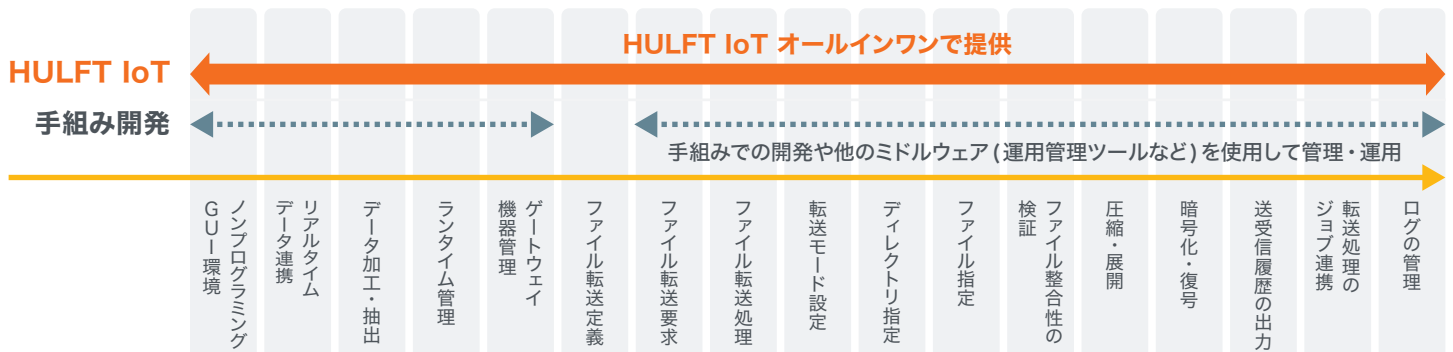 HULFT IoT オールインワンで提供
HULFT IoT
手組み開発
手組みでの開発や他のミドルウェア(運用管理ツールなど)を使用して管理・運用
ノンプログラミング
GUI環境
リアルタイム
データ連携
データ加工・抽出
ランタイム管理
ゲートウェイ
機器管理
ファイル転送定義
ファイル転送要求
ファイル転送処理
転送モード設定
ディレクトリ指定
ファイル指定
ファイル整合性の
検証
圧縮・展開
暗号化・復号
送受信履歴の出力
転送処理の
ジョブ連携
ログの管理